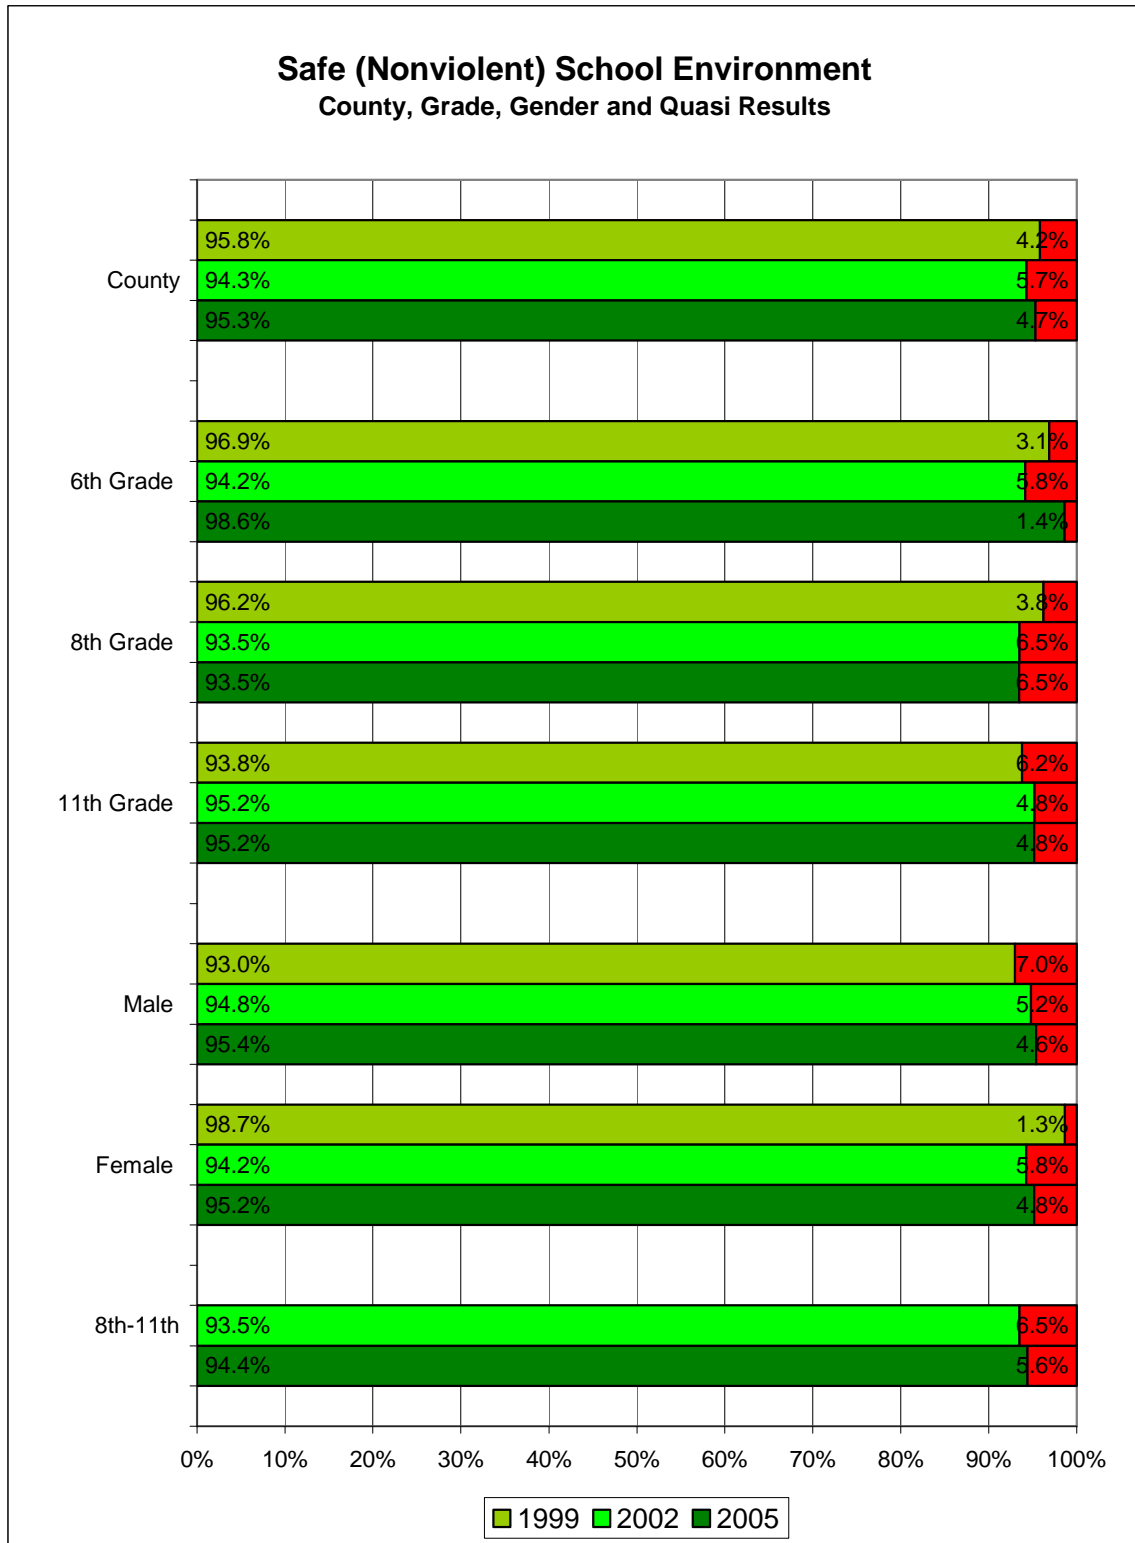 Safe (Nonviolent) School Environment
County, Grade, Gender and Quasi Results
95.8% 4.2%
County 94.3% 5.7%
95.3% 4.7%
96.9% 3.1%
6th Grade 94.2% 5.8%
98.6% 1.4%
96.2% 3.8%
8th Grade 93.5% 6.5%
93.5% 6.5%
93.8% 6.2%
11th Grade 95.2% 4.8%
95.2% 4.8%
93.0% 7.0%
Male 94.8% 5.2%
95.4% 4.6%
98.7% 1.3%
Female 94.2% 5.8%
95.2% 4.8%
8th-11th 93.5% 6.5%
94.4% 5.6%
0% 10% 20% 30% 40% 50% 60% 70% 80% 90% 100%
1999 2002 2005